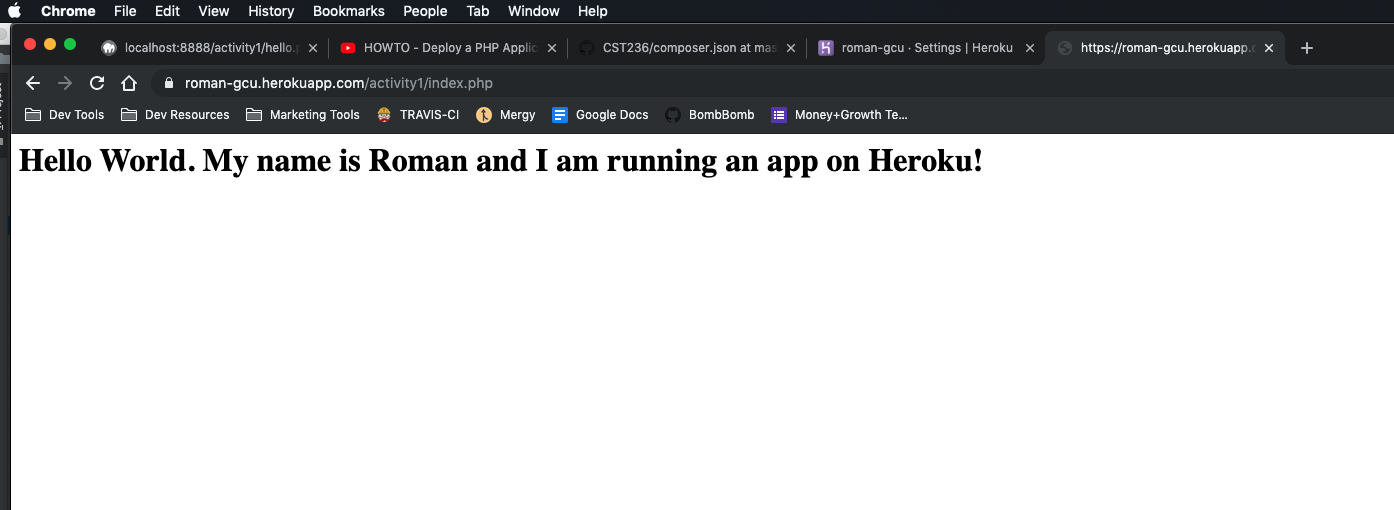 Chrome File Edit View History Bookmarks People Tab Window Help
localhost:8888/activity1/hello.p HOWTO - Deploy a PHP Applic CST236/composer.json at mas roman-gcu · Settings | Heroku https://roman-gcu.herokuapp.c
roman-gcu.herokuapp.com/activity1/index.php
Dev Tools Dev Resources Marketing Tools TRAVIS-CI Mergy Google Docs BombBomb Money+Growth Te...
Hello World. My name is Roman and I am running an app on Heroku!